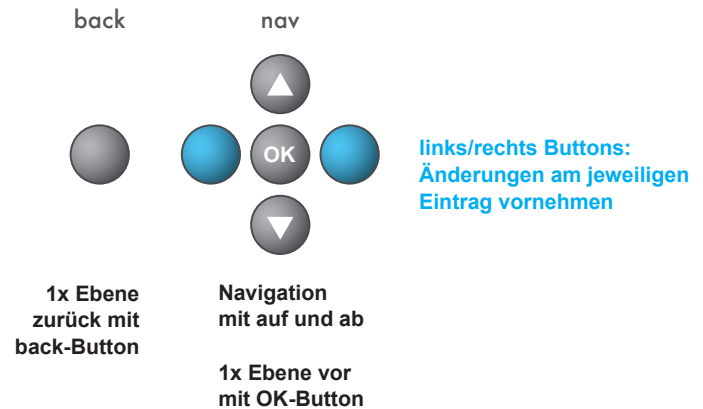 back
nav
OK
links/rechts Buttons:
Änderungen am jeweiligen
Eintrag vornehmen
1x Ebene
zurück mit
back-Button
Navigation
mit auf und ab
1x Ebene vor
mit OK-Button